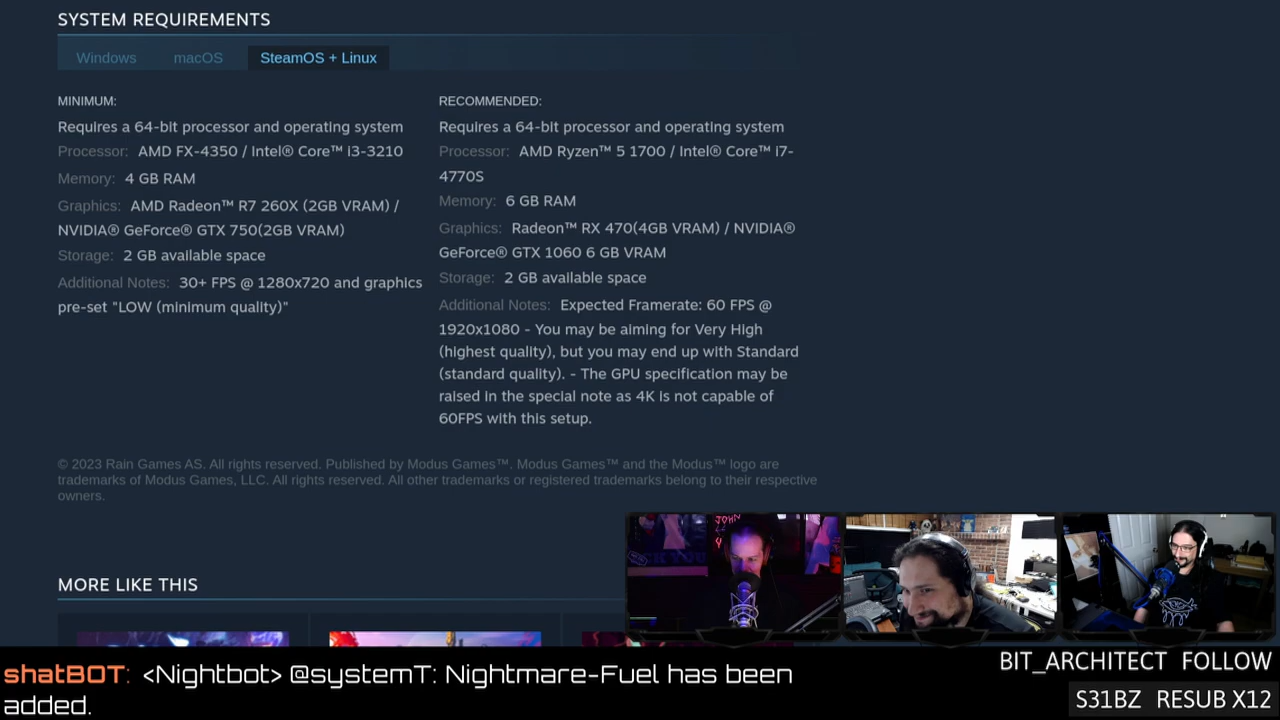 SYSTEM REQUIREMENTS
Windows macOS SteamOS + Linux
MINIMUM:
Requires a 64-bit processor and operating system
Processor: AMD FX-4350 / Intel® Core™ i3-3210
Memory: 4 GB RAM
Graphics: AMD Radeon™ R7 260X (2GB VRAM) /
NVIDIA® GeForce® GTX 750(2GB VRAM)
Storage: 2 GB available space
Additional Notes: 30+ FPS @ 1280x720 and graphics
pre-set "LOW (minimum quality)"
RECOMMENDED:
Requires a 64-bit processor and operating system
Processor: AMD Ryzen™ 5 1700 / Intel® Core™ i7-
4770S
Memory: 6 GB RAM
Graphics: Radeon™ RX 470(4GB VRAM) / NVIDIA®
GeForce® GTX 1060 6 GB VRAM
Storage: 2 GB available space
Additional Notes: Expected Framerate: 60 FPS @
1920x1080 - You may be aiming for Very High
(highest quality), but you may end up with Standard
(standard quality). - The GPU specification may be
raised in the special note as 4K is not capable of
60FPS with this setup.
© 2023 Rain Games AS. All rights reserved. Published by Modus Games™. Modus Games™ and the Modus™ logo are
trademarks of Modus Games, LLC. All rights reserved. All other trademarks or registered trademarks belong to their respective
owners.
MORE LIKE THIS
JOHN
shatBOT: <Nightbot> @systemT: Nightmare-Fuel has been
added.
BIT_ARCHITECT FOLLOW
S31BZ RESUB X12